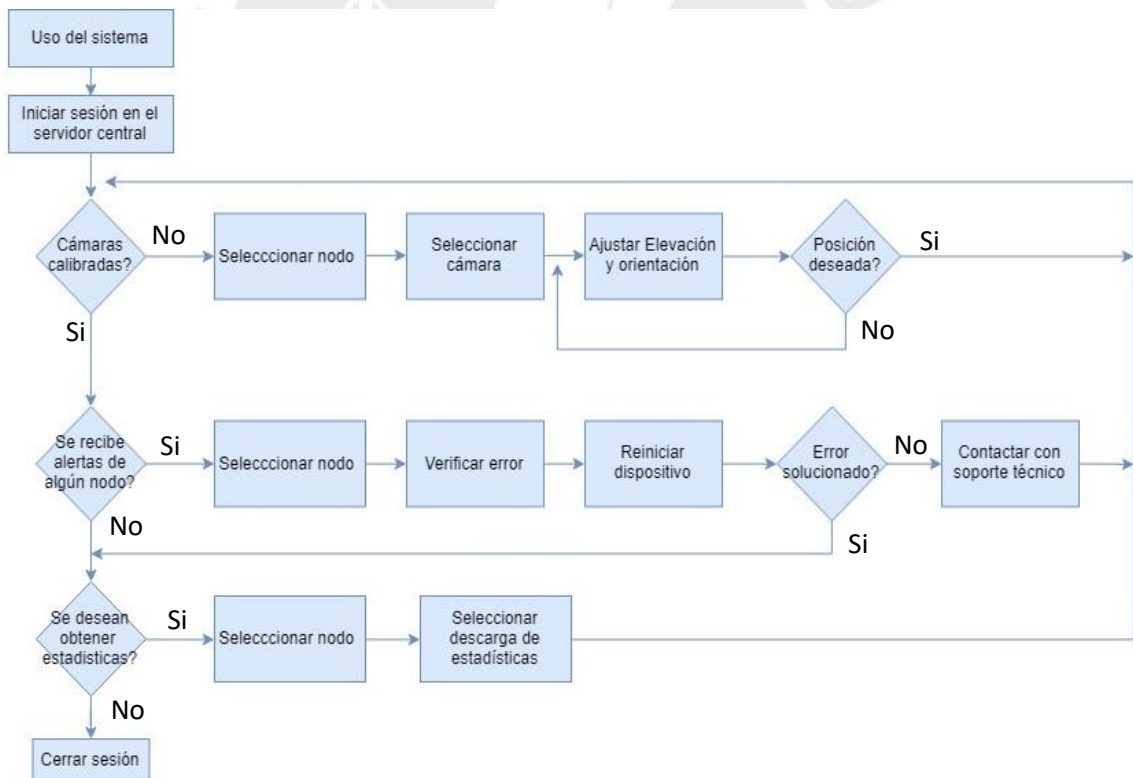 Uso del sistema
Iniciar sesión en el
servidor central
Cámaras
calibradas?
No
Selecccionar nodo
Seleccionar
cámara
Ajustar Elevación
y orientación
Posición
deseada?
Si
No
Si
Se recibe
alertas de
algún nodo?
Si
Selecccionar nodo
Verificar error
Reiniciar
dispositivo
Error
solucionado?
No
Contactar con
soporte técnico
No
Si
Se desean
obtener
estadisticas?
Si
Selecccionar nodo
Seleccionar
descarga de
estadísticas
No
Cerrar sesión